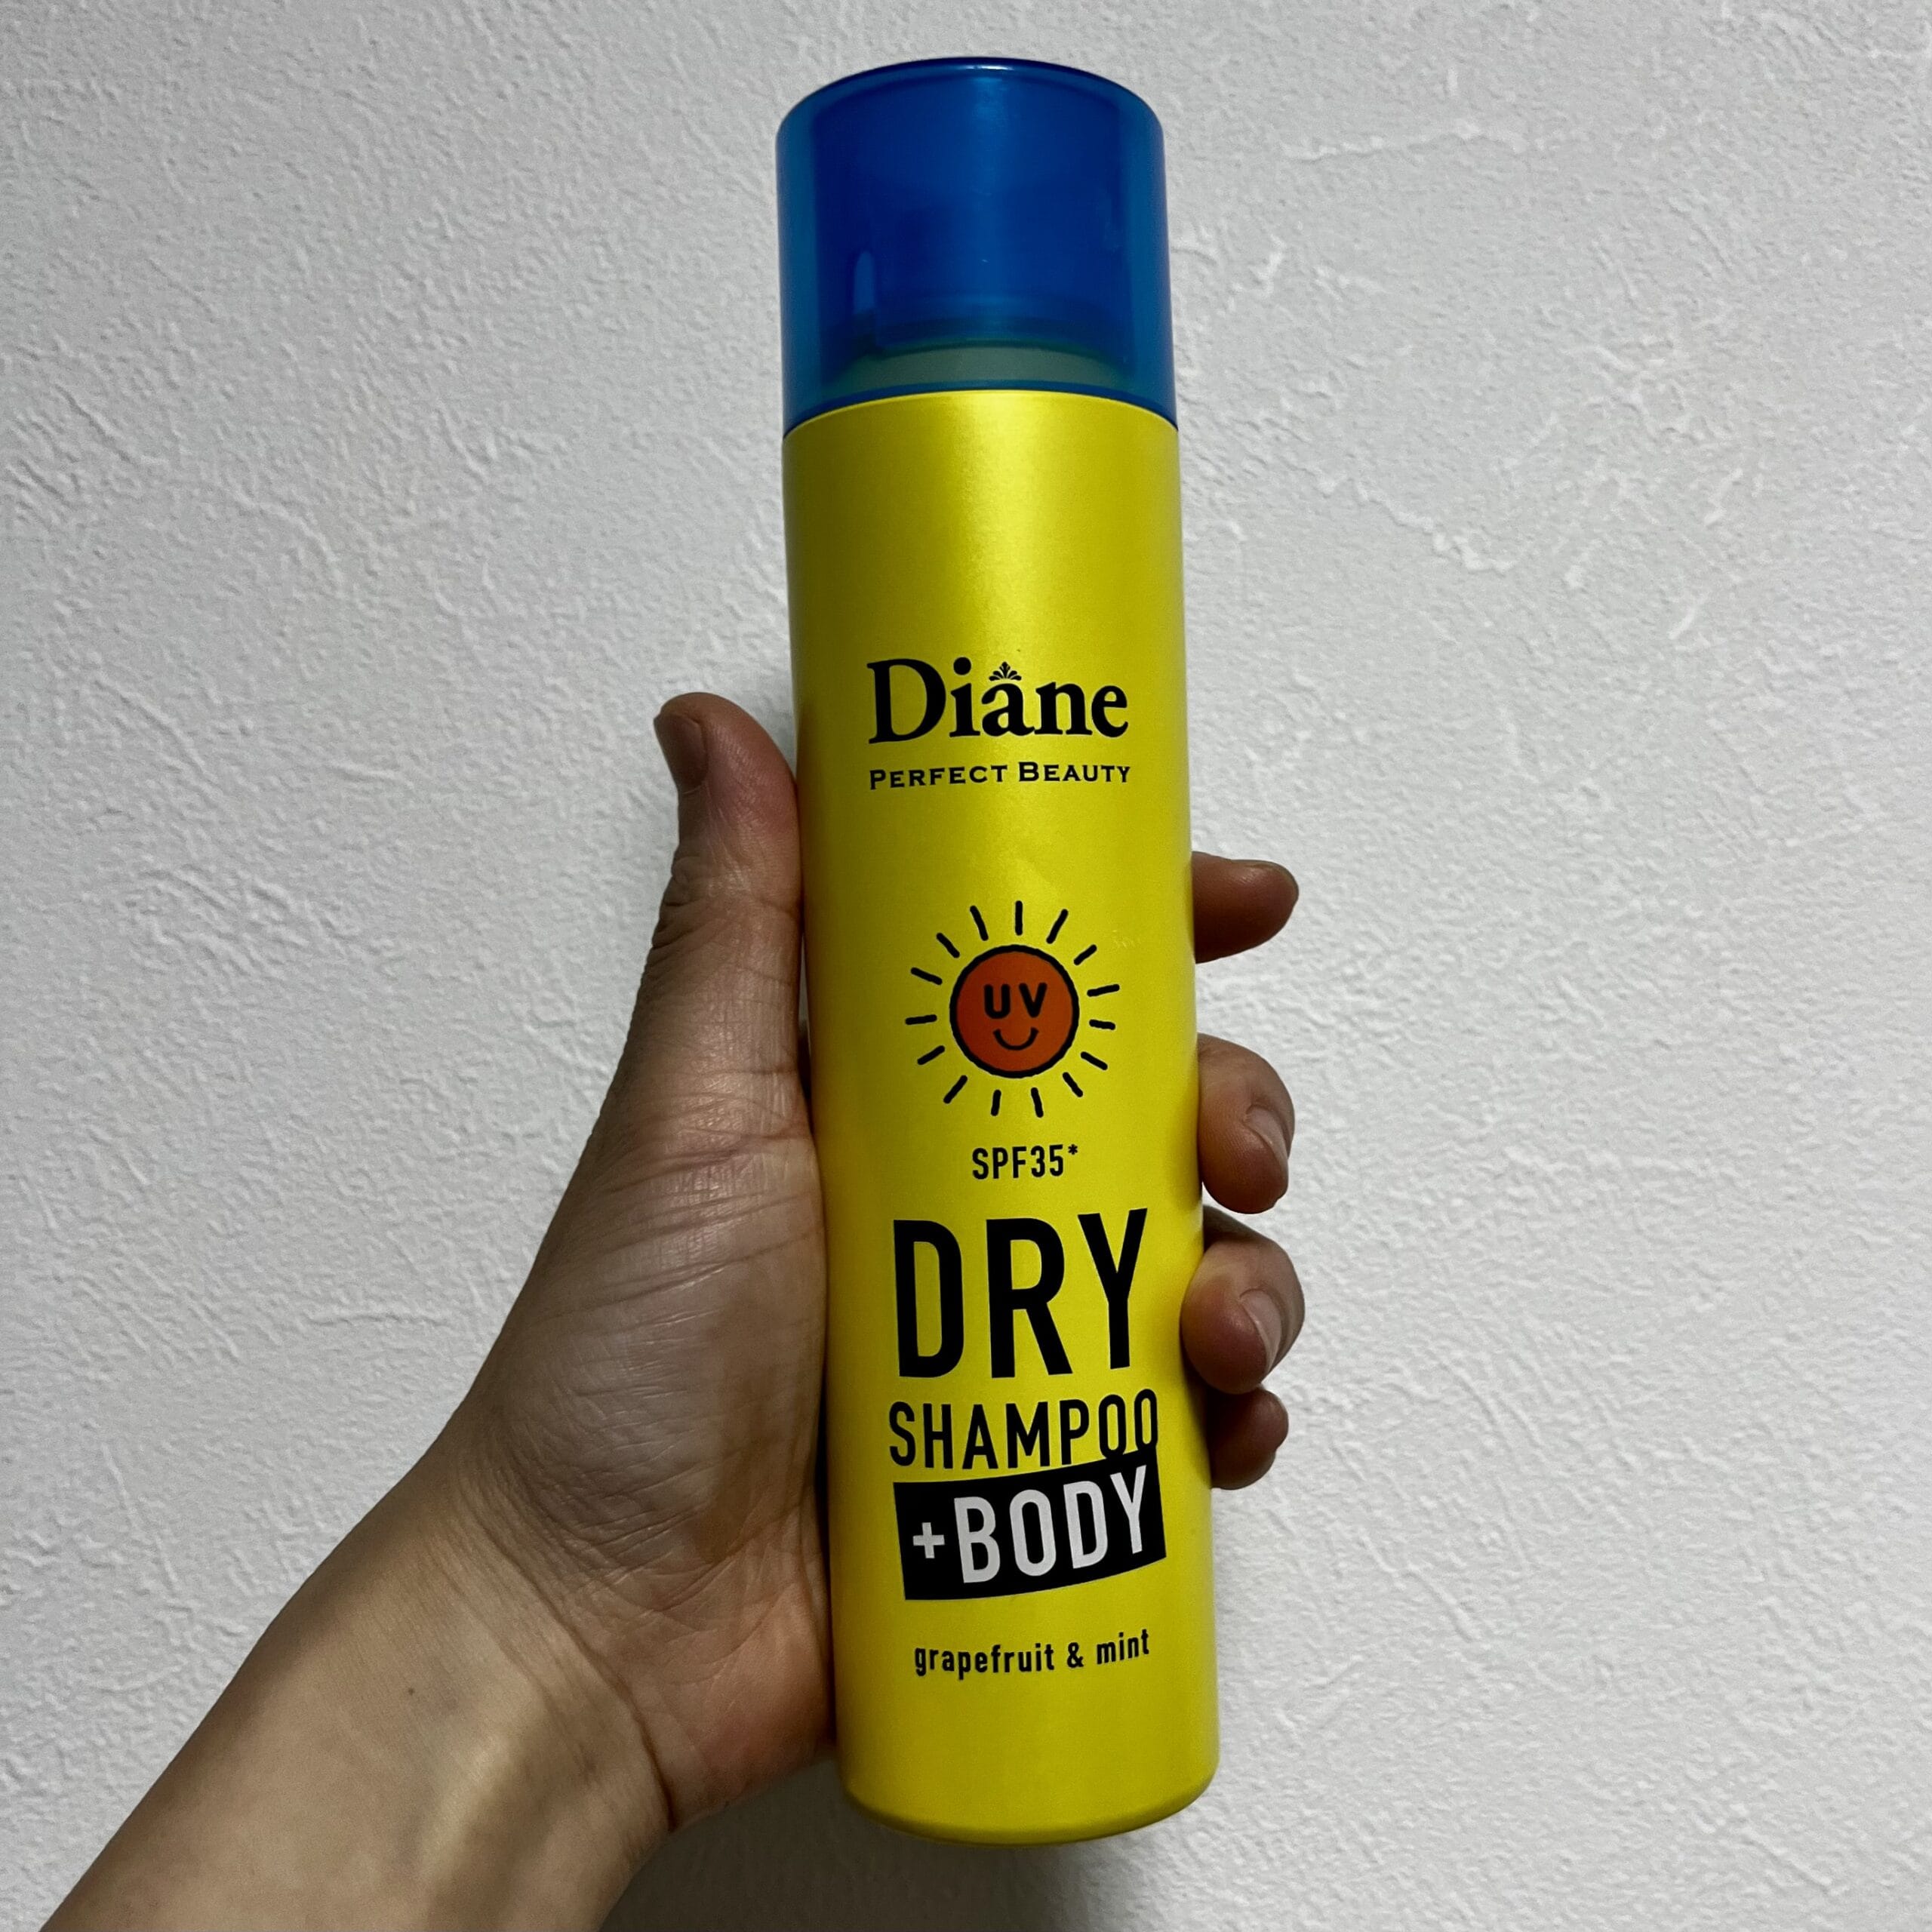 Diane
PERFECT BEAUTY
UV
SPF35*
DRY
SHAMPOO
+BODY
grapefruit & mint